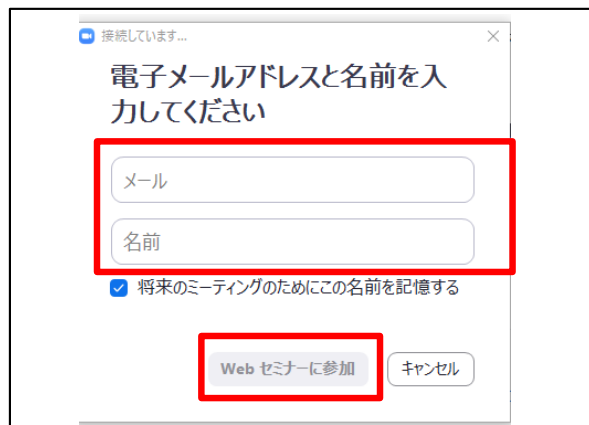 接続しています...
電子メールアドレスと名前を入
力してください
メール
名前
将来のミーティングのためにこの名前を記憶する
Web セミナーに参加 キャンセル